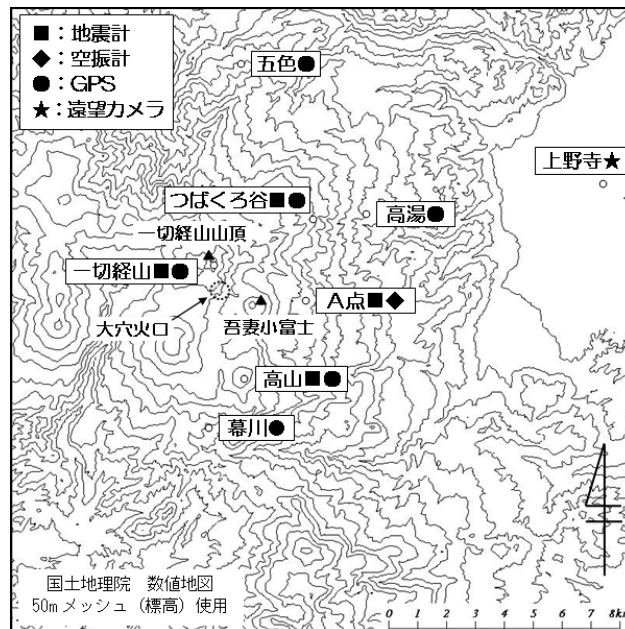 ■：地震計
◆：空振計
●：GPS
★：遠望カメラ
五色●
上野寺★
つばくろ谷■●
高湯●
一切経山山頂
一切経山■●
A点■◆
大穴火口
吾妻小富士
高山■●
幕川●
国土地理院 数値地図
50mメッシュ（標高）使用
0 1 2 3 4 5 6 7 8km